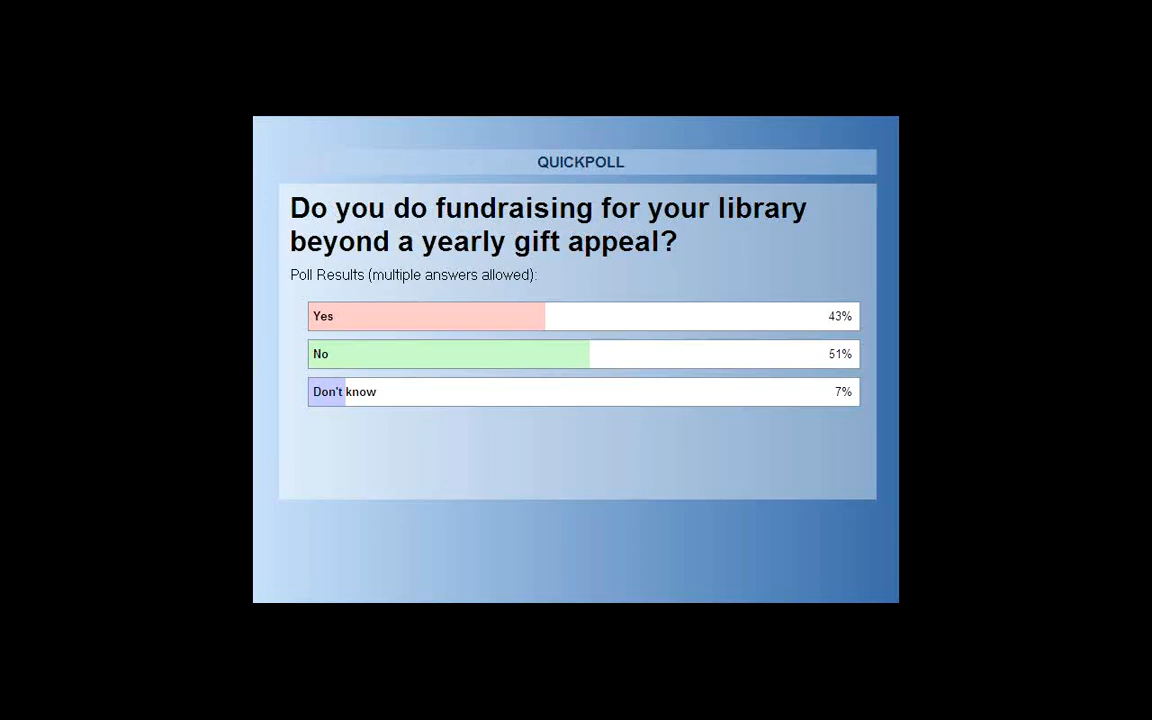 QUICKPOLL
Do you do fundraising for your library
beyond a yearly gift appeal?
Poll Results (multiple answers allowed):
Yes 43%
No 51%
Don't know 7%